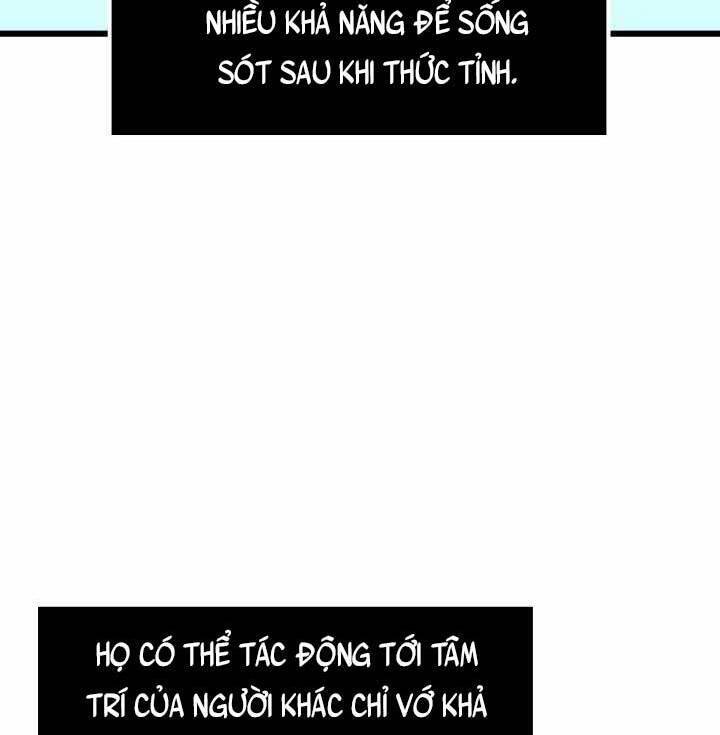 NHIỀU KHẢ NĂNG ĐỂ SỐNG
SÓT SAU KHI THỨC TỈNH.
HỌ CÓ THỂ TÁC ĐỘNG TỚI TÂM
TRÍ CỦA NGƯỜI KHÁC CHỈ VỚ KHẢ